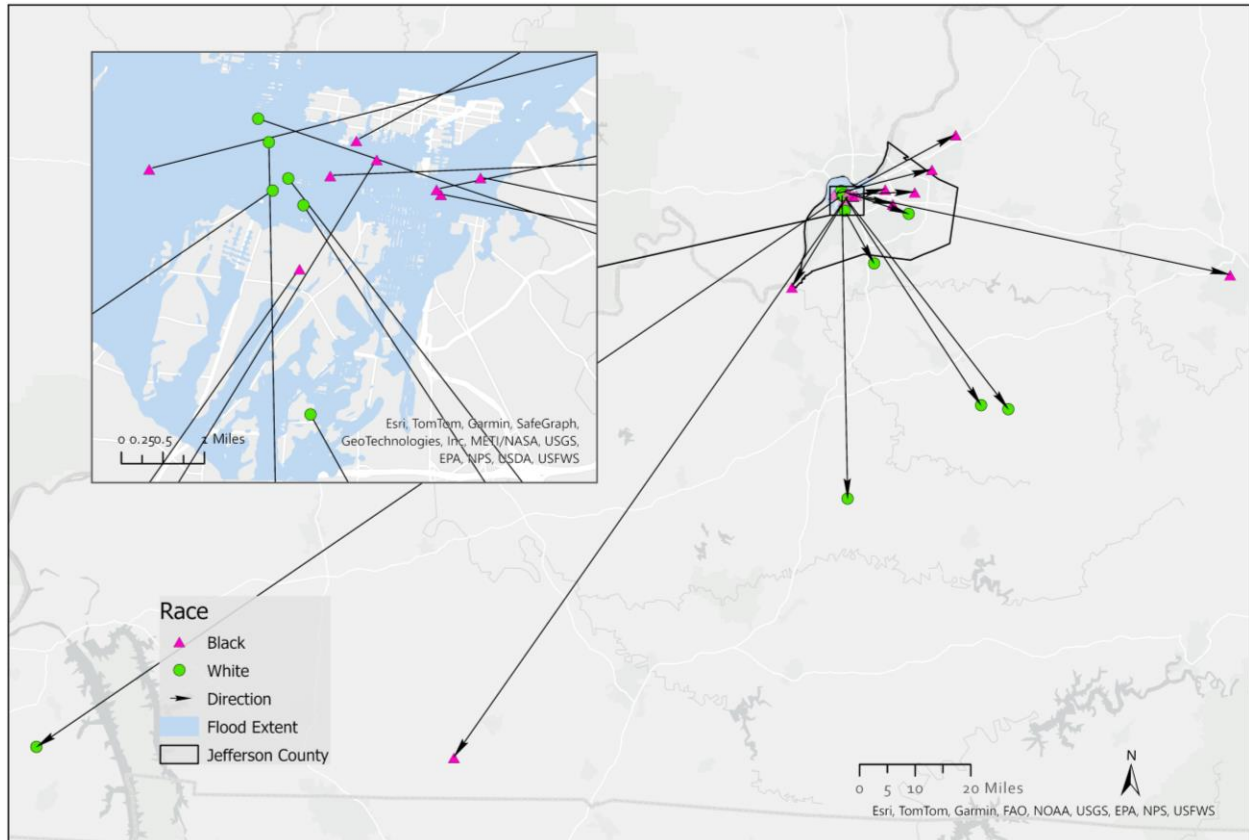 Esri, TomTom, Garmin, SafeGraph,
GeoTechnologies, Inc, METI/NASA, USGS,
EPA, NPS, USDA, USFWS
0 0.250.5 1 Miles
Race
Black
White
Direction
Flood Extent
Jefferson County
N
0 5 10 20 Miles
Esri, TomTom, Garmin, FAO, NOAA, USGS, EPA, NPS, USFWS